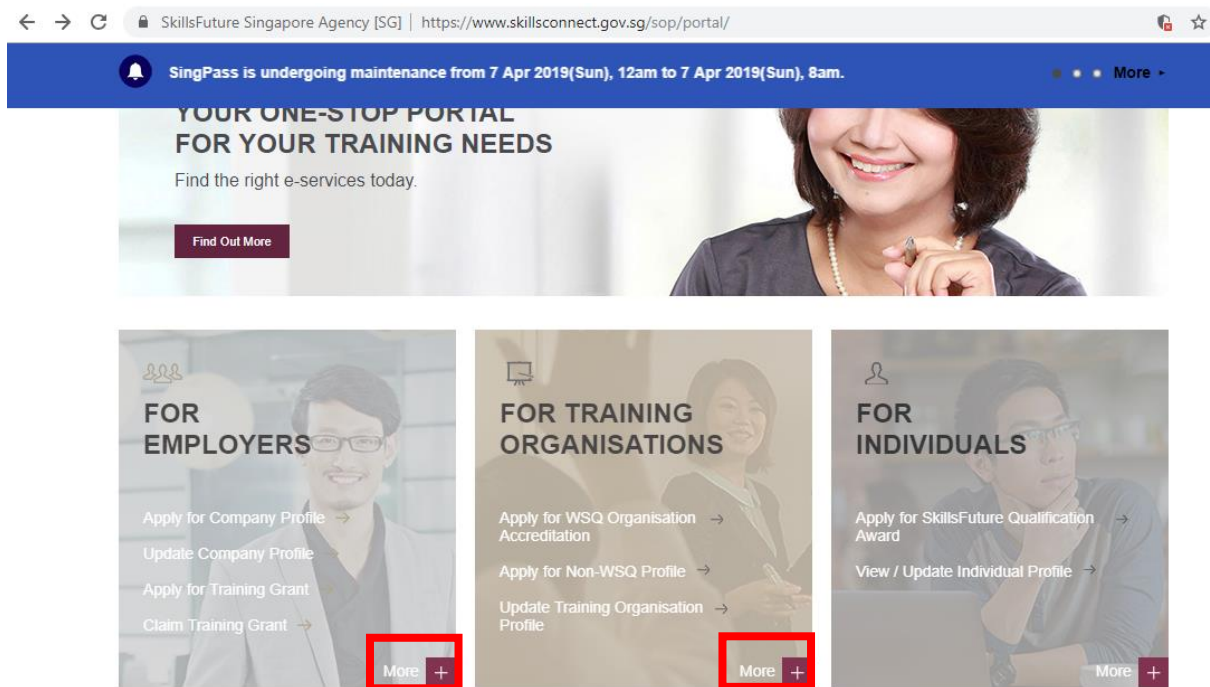 SkillsFuture Singapore Agency [SG] | https://www.skillsconnect.gov.sg/sop/portal/
SingPass is undergoing maintenance from 7 Apr 2019(Sun), 12am to 7 Apr 2019(Sun), 8am.
More
YOUR ONE-STOP PORTAL
FOR YOUR TRAINING NEEDS
Find the right e-services today.
Find Out More
FOR
EMPLOYERS
Apply for Company Profile →
Update Company Profile →
Apply for Training Grant →
Claim Training Grant →
More +
FOR TRAINING
ORGANISATIONS
Apply for WSQ Organisation →
Accreditation
Apply for Non-WSQ Profile →
Update Training Organisation →
Profile
More +
FOR
INDIVIDUALS
Apply for SkillsFuture Qualification →
Award
View / Update Individual Profile →
More +